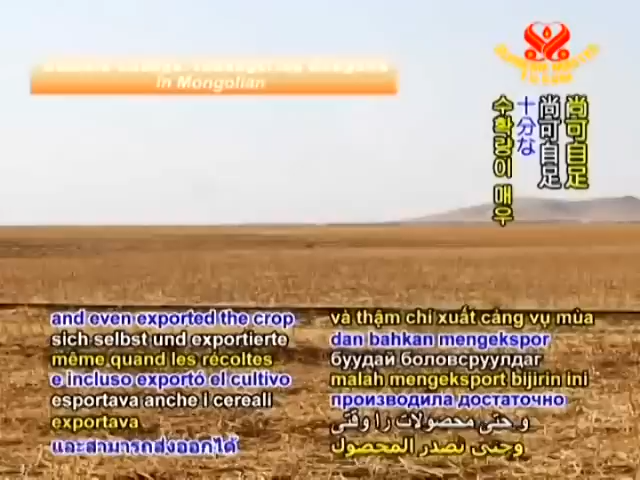 in Mongolian
수확량이 매우
十分な
尚可自足
尚可自足
and even exported the crop
sich selbst und exportierte
même quand les récoltes
e incluso exportó el cultivo
esportava anche i cereali
exportava
และสามารถส่งออกได้
và thậm chí xuất cảng vụ mùa
dan bahkan mengekspor
буудай боловсруулдаг
malah mengeksport bijirin ini
производила достаточно
و حتی محصولات را وقتی
وحتى تصدر المحصول